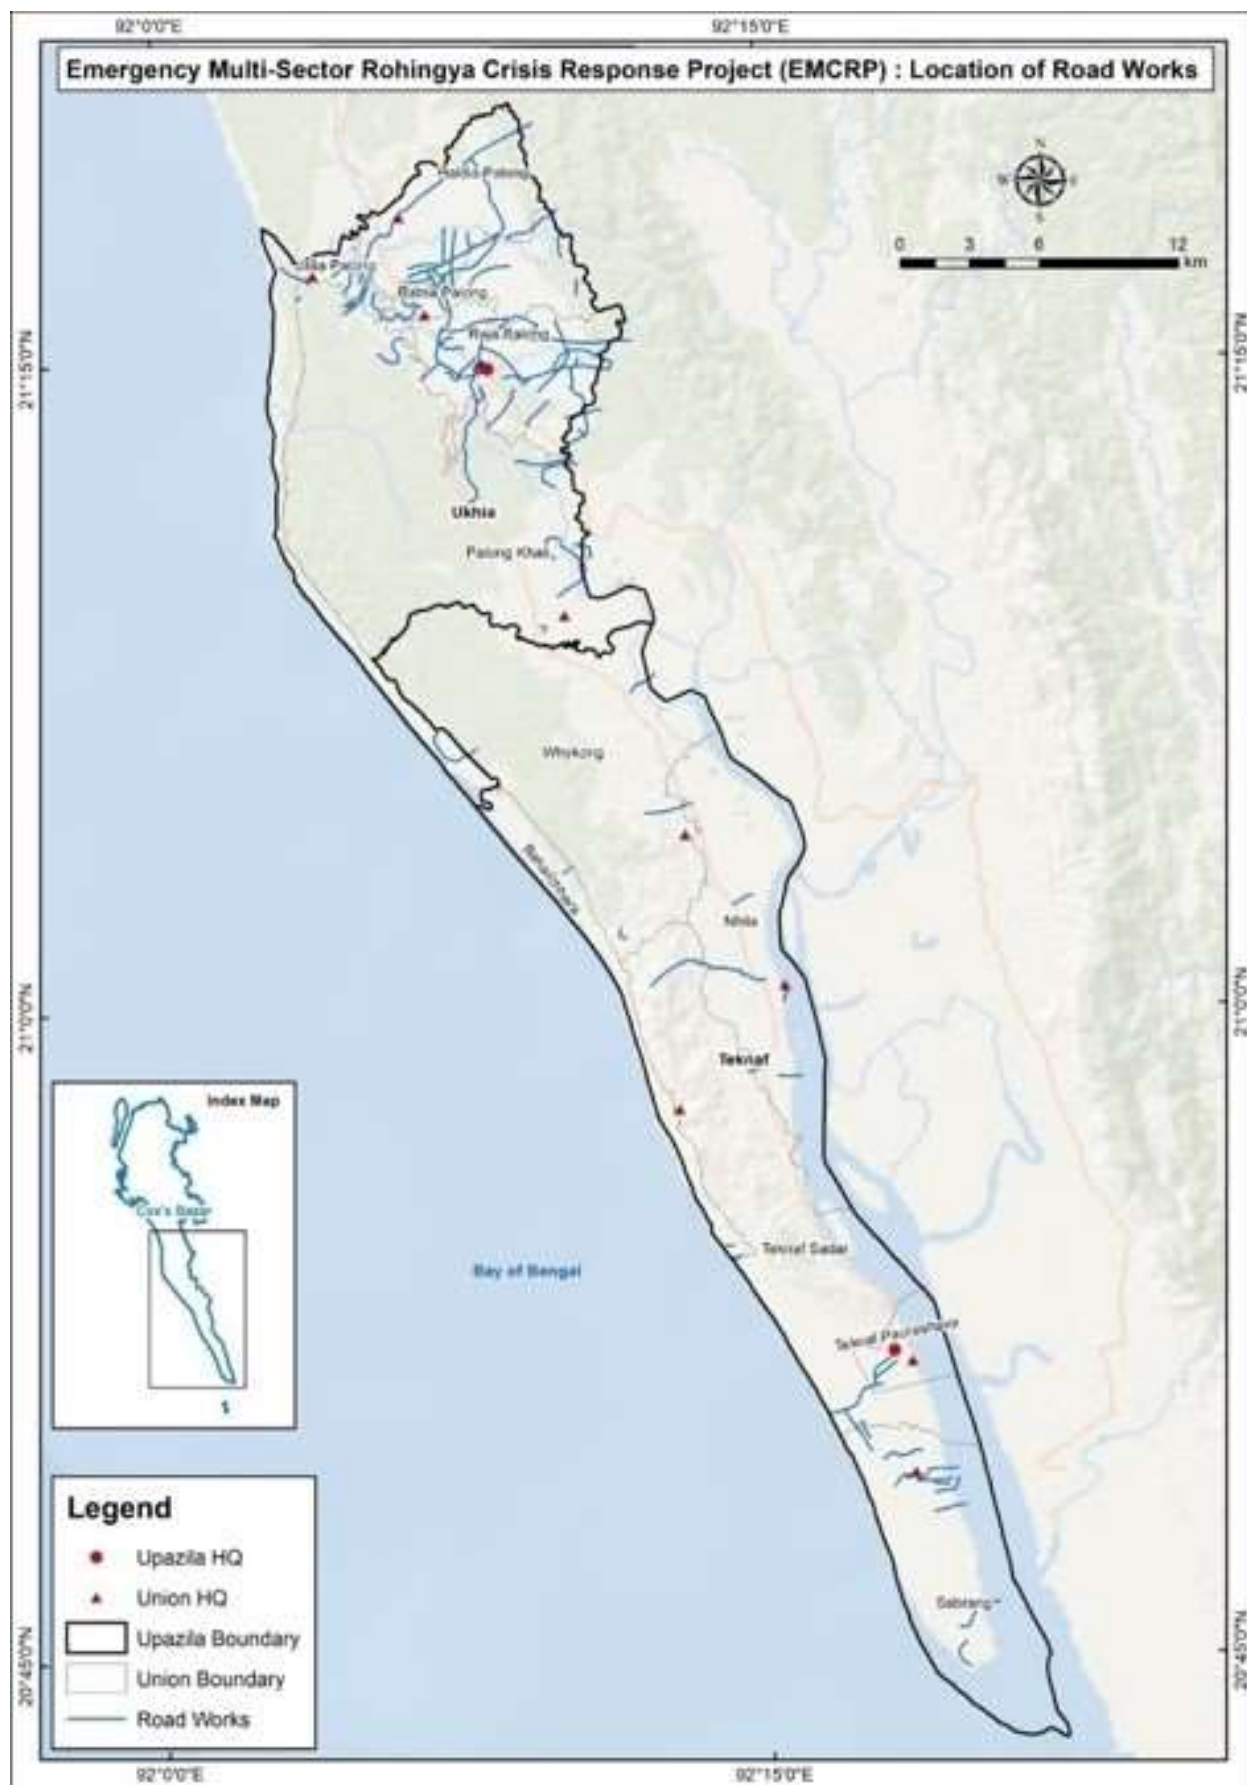 92°0'0"E
92°15'0"E
Emergency Multi-Sector Rohingya Crisis Response Project (EMCRP) : Location of Road Works
N
W
E
S
0 3 6 12
km
Haldia Palong
Jalia Palong
Ratna Palong
Raja Palong
21°15'0"N
21°15'0"N
Ukhia
Palong Khali
Whykong
Baharchhara
Nhila
21°0'0"N
21°0'0"N
Teknaf
Index Map
Cox's Bazar
Teknaf Sadar
Bay of Bengal
Teknaf Paurashava
Legend
Upazila HQ
Union HQ
Upazila Boundary
Union Boundary
Road Works
Sabrang
20°45'0"N
20°45'0"N
92°0'0"E
92°15'0"E